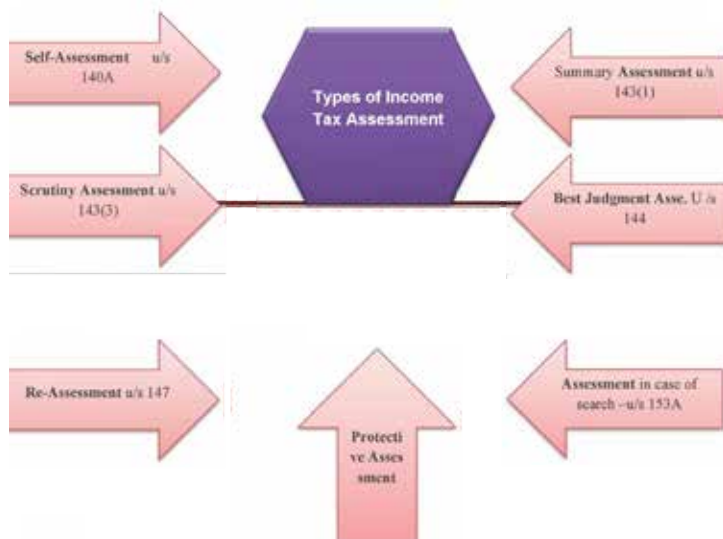 Self-Assessment u/s
140A
Types of Income
Tax Assessment
Summary Assessment u/s
143(1)
Scrutiny Assessment u/s
143(3)
Best Judgment Asse. U /s
144
Re-Assessment u/s 147
Protecti
ve Asses
sment
Assessment in case of
search –u/s 153A